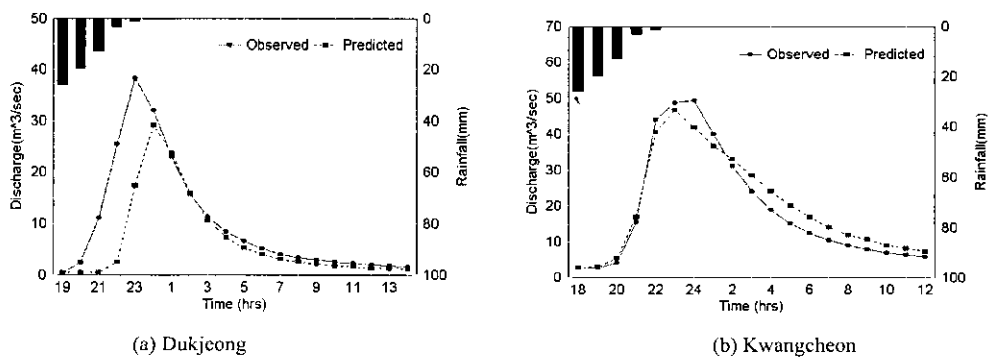 50
40
30
20
10
0
Discharge(m^3/sec)
Observed
Predicted
0
20
40
60
80
100
Rainfall(mm)
19 21 23 1 3 5 7 9 11 13
Time (hrs)
(a) Dukjeong
70
60
50
40
30
20
10
0
Discharge(m^3/sec)
Observed
Predicted
0
20
40
60
80
100
Rainfall(mm)
18 20 22 24 2 4 6 8 10 12
Time (hrs)
(b) Kwangcheon